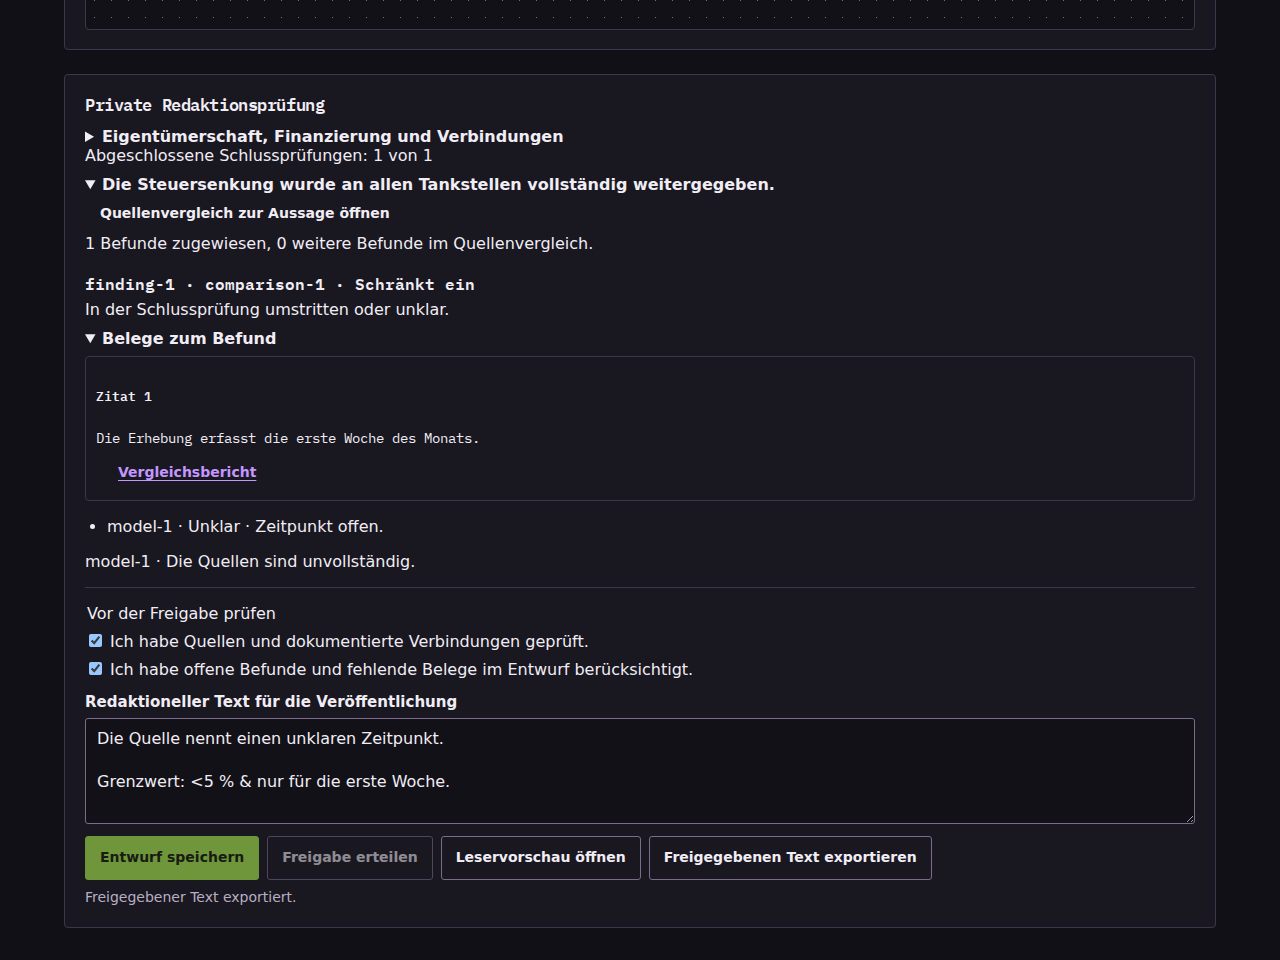 Private Redaktionsprüfung
Eigentümerschaft, Finanzierung und Verbindungen
Abgeschlossene Schlussprüfungen: 1 von 1
Die Steuersenkung wurde an allen Tankstellen vollständig weitergegeben.
Quellenvergleich zur Aussage öffnen
1 Befunde zugewiesen, 0 weitere Befunde im Quellenvergleich.
finding-1 · comparison-1 · Schränkt ein
In der Schlussprüfung umstritten oder unklar.
Belege zum Befund
Zitat 1
Die Erhebung erfasst die erste Woche des Monats.
Vergleichsbericht
model-1 · Unklar · Zeitpunkt offen.
model-1 · Die Quellen sind unvollständig.
Vor der Freigabe prüfen
Ich habe Quellen und dokumentierte Verbindungen geprüft.
Ich habe offene Befunde und fehlende Belege im Entwurf berücksichtigt.
Redaktioneller Text für die Veröffentlichung
Die Quelle nennt einen unklaren Zeitpunkt.
Grenzwert: <5 % & nur für die erste Woche.
Entwurf speichern Freigabe erteilen Leservorschau öffnen Freigegebenen Text exportieren
Freigegebener Text exportiert.